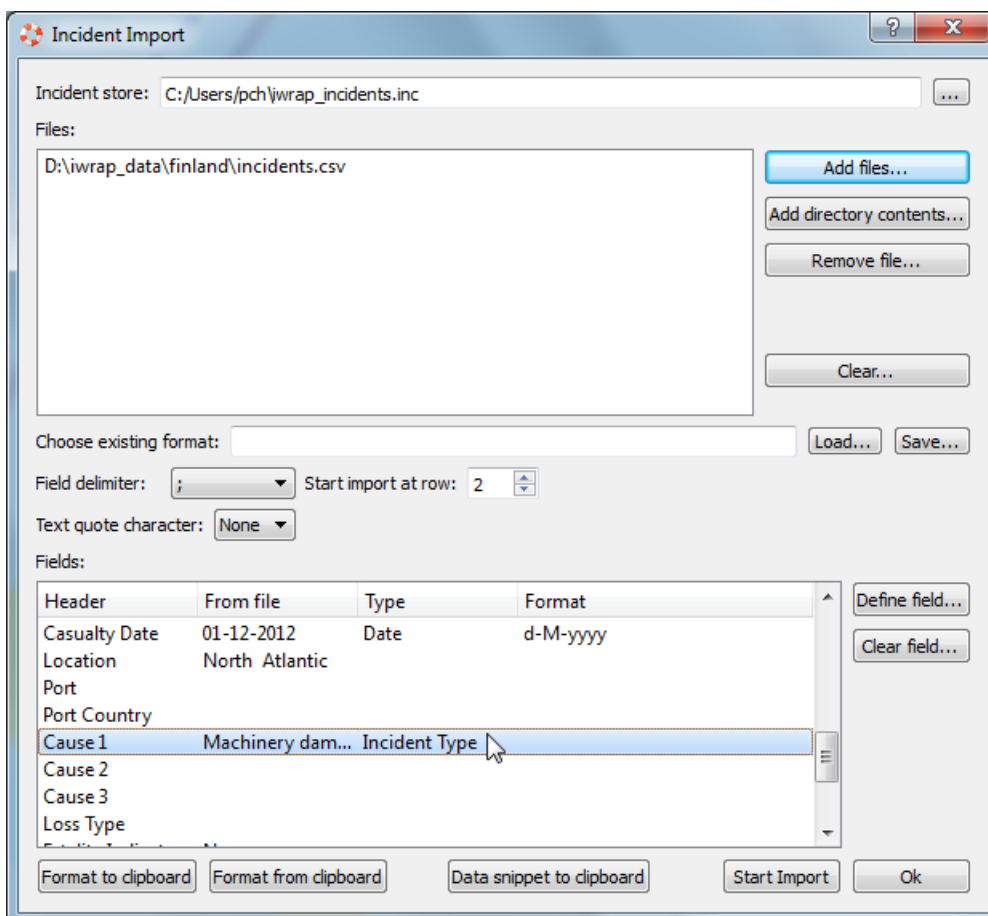 Incident Import
Incident store: C:/Users/pch\iwrap_incidents.inc ...
Files:
D:\iwrap_data\finland\incidents.csv
Add files...
Add directory contents...
Remove file...
Clear...
Choose existing format: Load... Save...
Field delimiter: ; Start import at row: 2
Text quote character: None
Fields:
Header From file Type Format
Casualty Date 01-12-2012 Date d-M-yyyy
Location North Atlantic
Port
Port Country
Cause 1 Machinery dam... Incident Type
Cause 2
Cause 3
Loss Type
Define field...
Clear field...
Format to clipboard Format from clipboard Data snippet to clipboard Start Import Ok